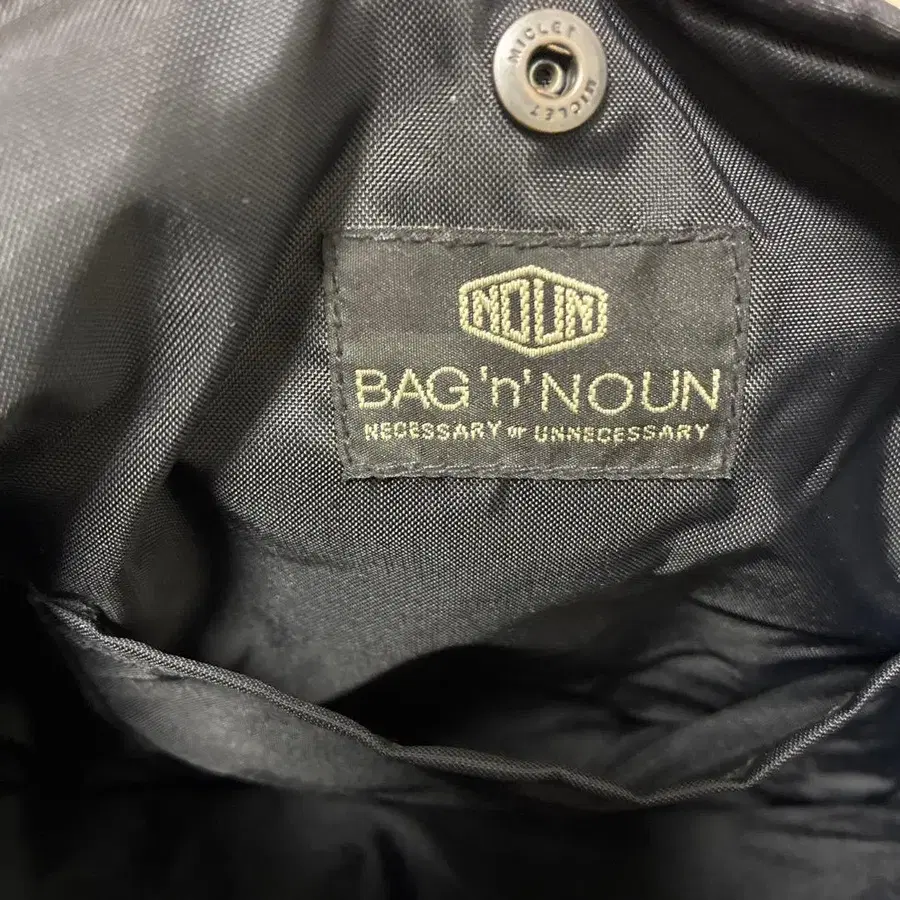 MICLET
MICLET
NOUN
BAG 'n' NOUN
NECESSARY or UNNECESSARY